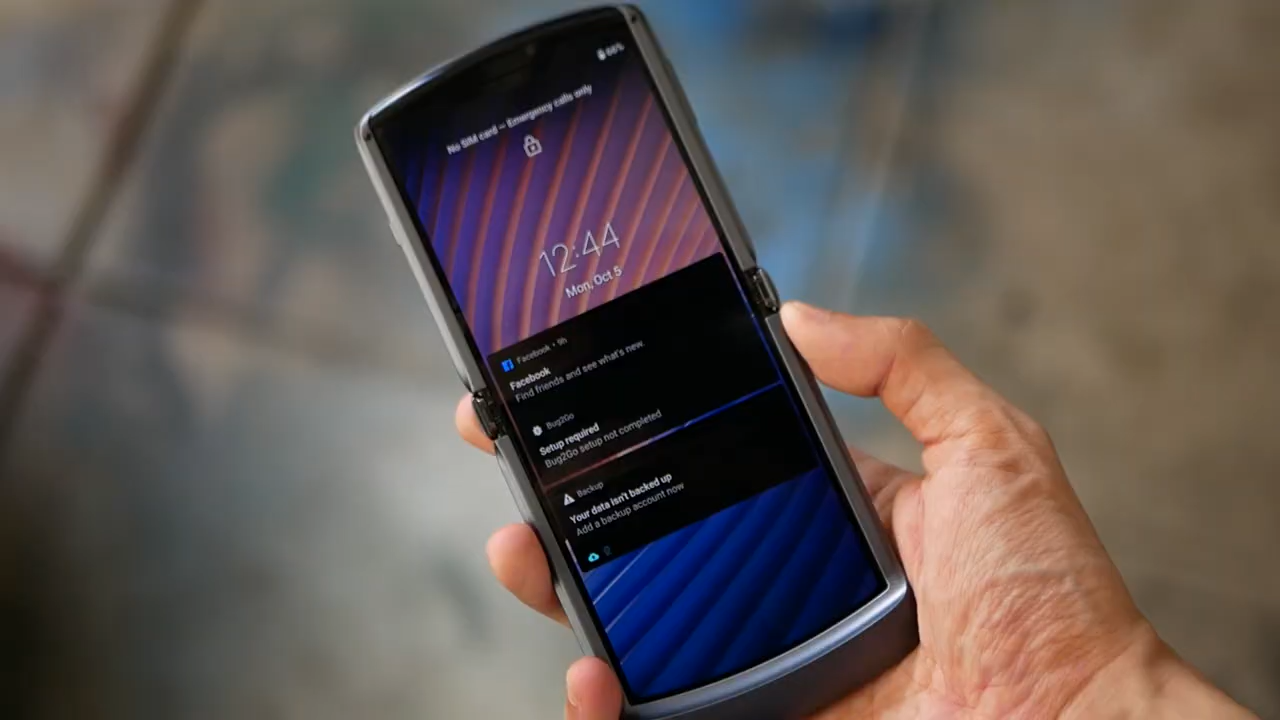 66%
No SIM card — Emergency calls only
12:44
Mon, Oct 5
Facebook • 9h
Facebook
Find friends and see what's new.
Bug2Go
Setup required
Bug2Go setup not completed
Backup
Your data isn't backed up
Add a backup account now